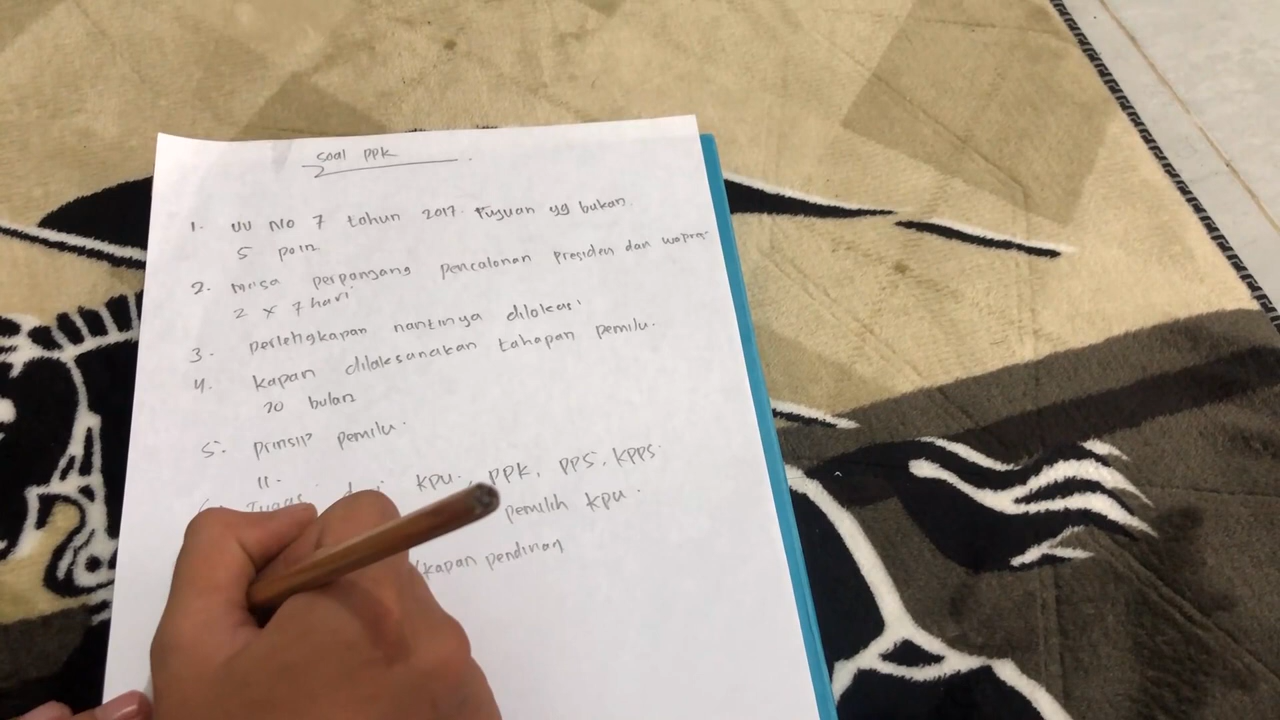 Soal PPK
1. UU No 7 tahun 2017. Tujuan yg bukan.
5 poin.
2. Masa perpanjang pencalonan Presiden dan wapres
2 x 7 hari
3. perlengkapan nantinya dilokasi
4. kapan dilaksanakan tahapan pemilu.
20 bulan
5. prinsip pemilu.
11.
Tugas dari KPU, PPK, PPS, KPPS.
pemilih KPU.
kapan